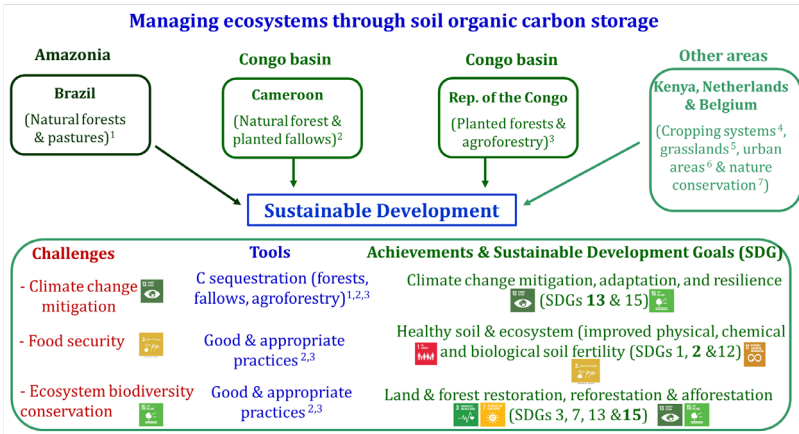 Managing ecosystems through soil organic carbon storage
Amazonia
Brazil
(Natural forests
& pastures)1
Congo basin
Cameroon
(Natural forest &
planted fallows)2
Congo basin
Rep. of the Congo
(Planted forests &
agroforestry)3
Other areas
Kenya, Netherlands
& Belgium
(Cropping systems4,
grasslands5, urban
areas6 & nature
conservation7)
Sustainable Development
Challenges
Tools
Achievements & Sustainable Development Goals (SDG)
- Climate change
mitigation
C sequestration (forests,
fallows, agroforestry)1,2,3
Climate change mitigation, adaptation, and resilience
(SDGs 13 & 15)
- Food security
Good & appropriate
practices 2,3
Healthy soil & ecosystem (improved physical, chemical
and biological soil fertility (SDGs 1, 2 &12)
- Ecosystem biodiversity
conservation
Good & appropriate
practices 2,3
Land & forest restoration, reforestation & afforestation
(SDGs 3, 7, 13 &15)